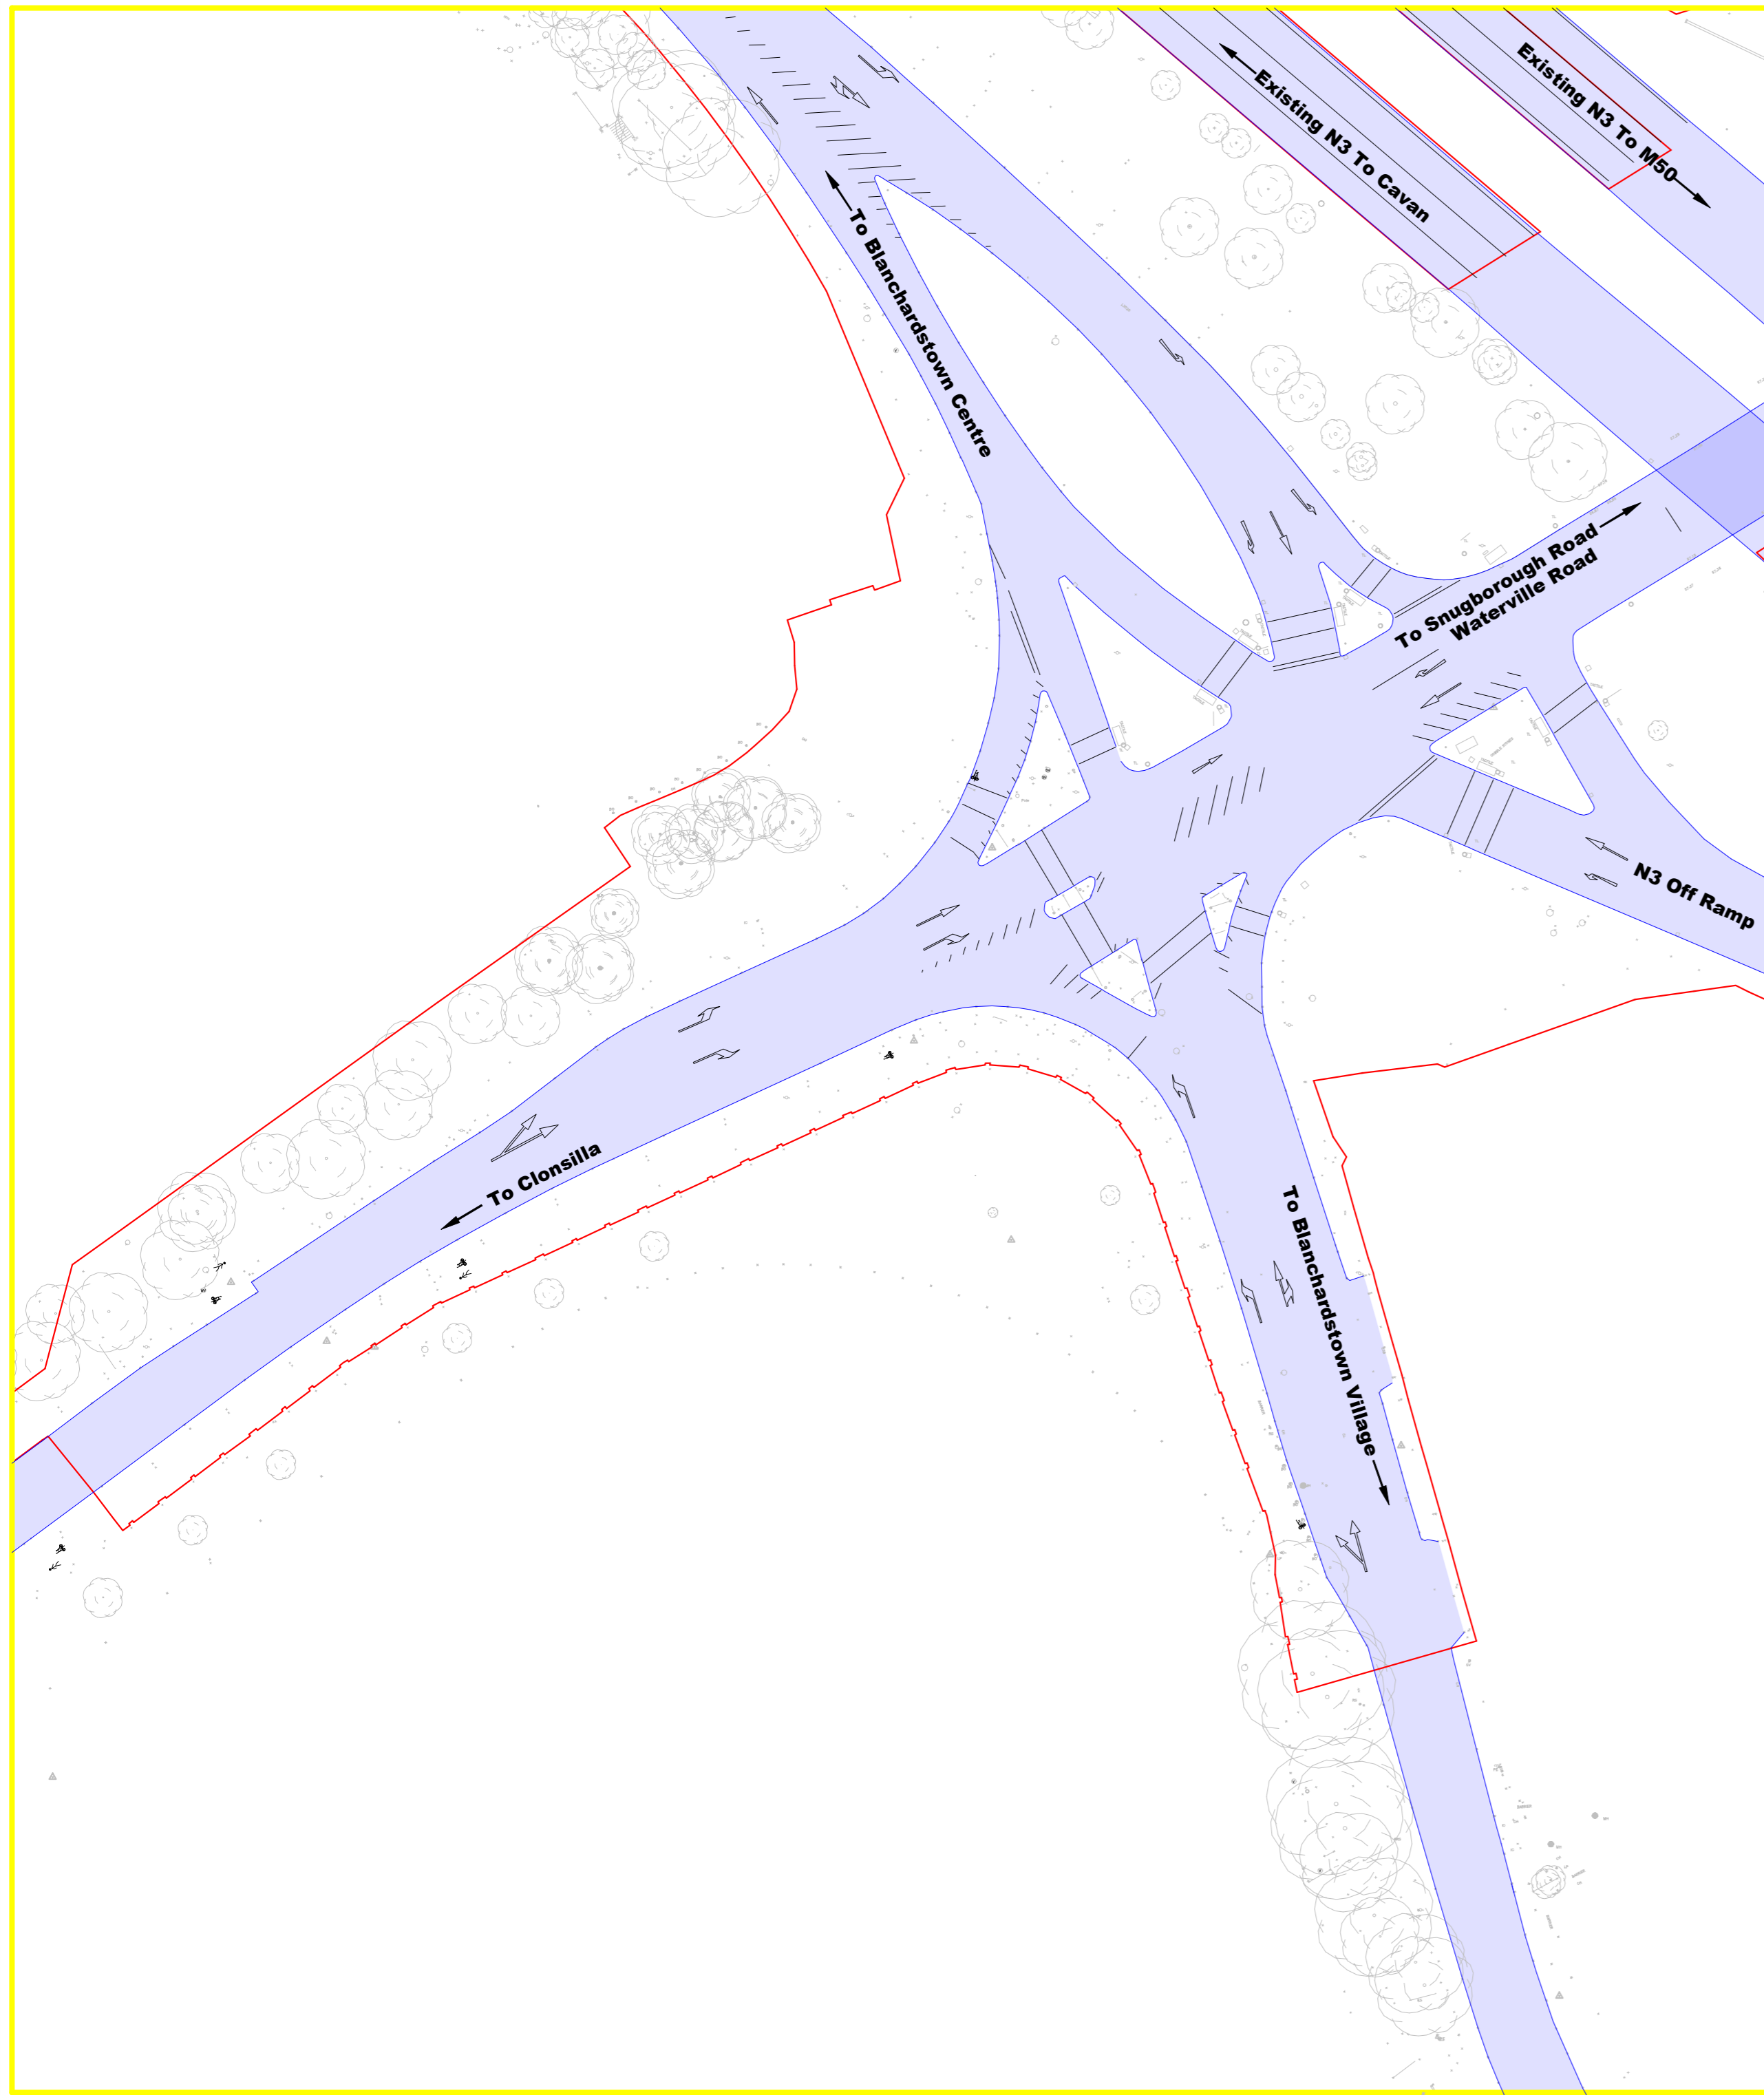 Existing N3 To M50
Existing N3 To Cavan
To Blanchardstown Centre
To Snugborough Road
Waterville Road
N3 Off Ramp
To Clonsilla
To Blanchardstown Village